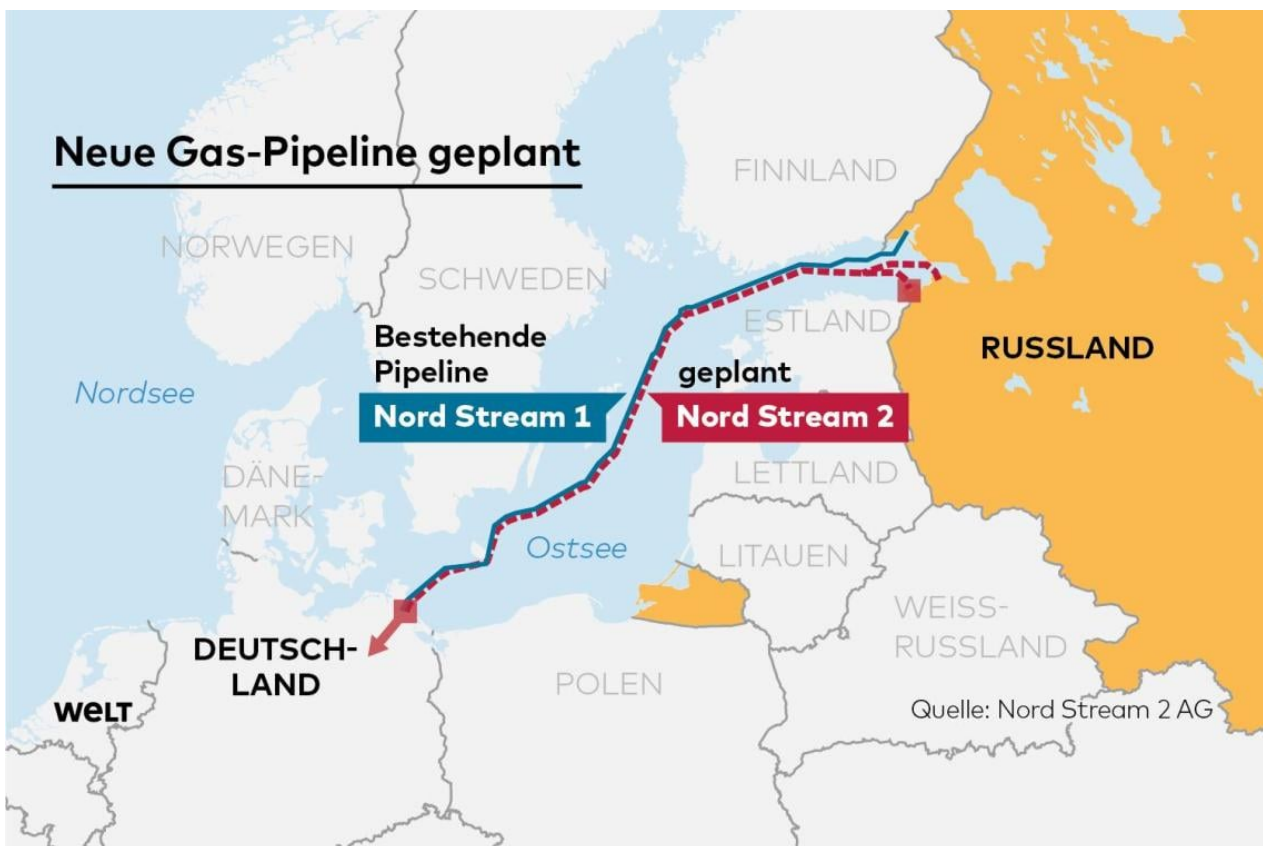 Neue Gas-Pipeline geplant
FINNLAND
NORWEGEN
SCHWEDEN
ESTLAND
RUSSLAND
Bestehende
Pipeline
Nord Stream 1
geplant
Nord Stream 2
Nordsee
DÄNE-
MARK
LETTLAND
Ostsee
LITAUEN
WEISS-
RUSSLAND
DEUTSCH-
LAND
POLEN
WELT
Quelle: Nord Stream 2 AG